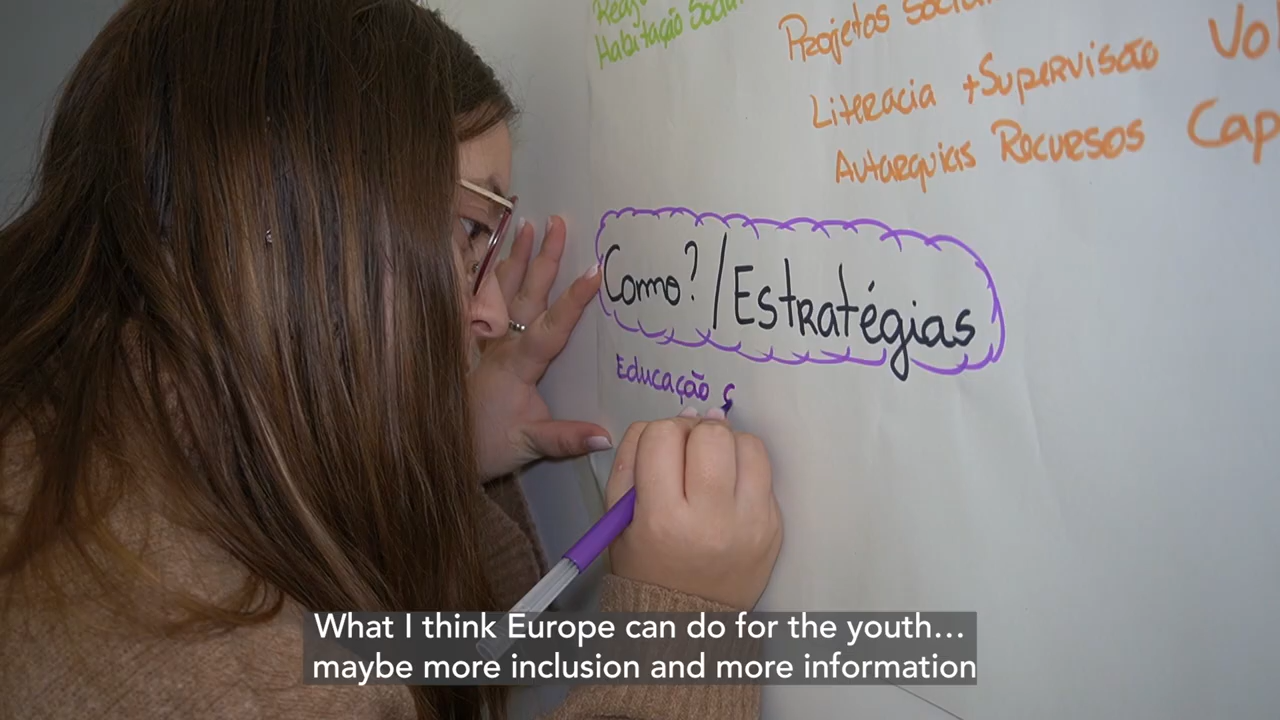 Habitação Social
Projetos Sociai
Literacia + Supervisão
Autarquias Recursos
Como? / Estratégias
Educação
What I think Europe can do for the youth...
maybe more inclusion and more information